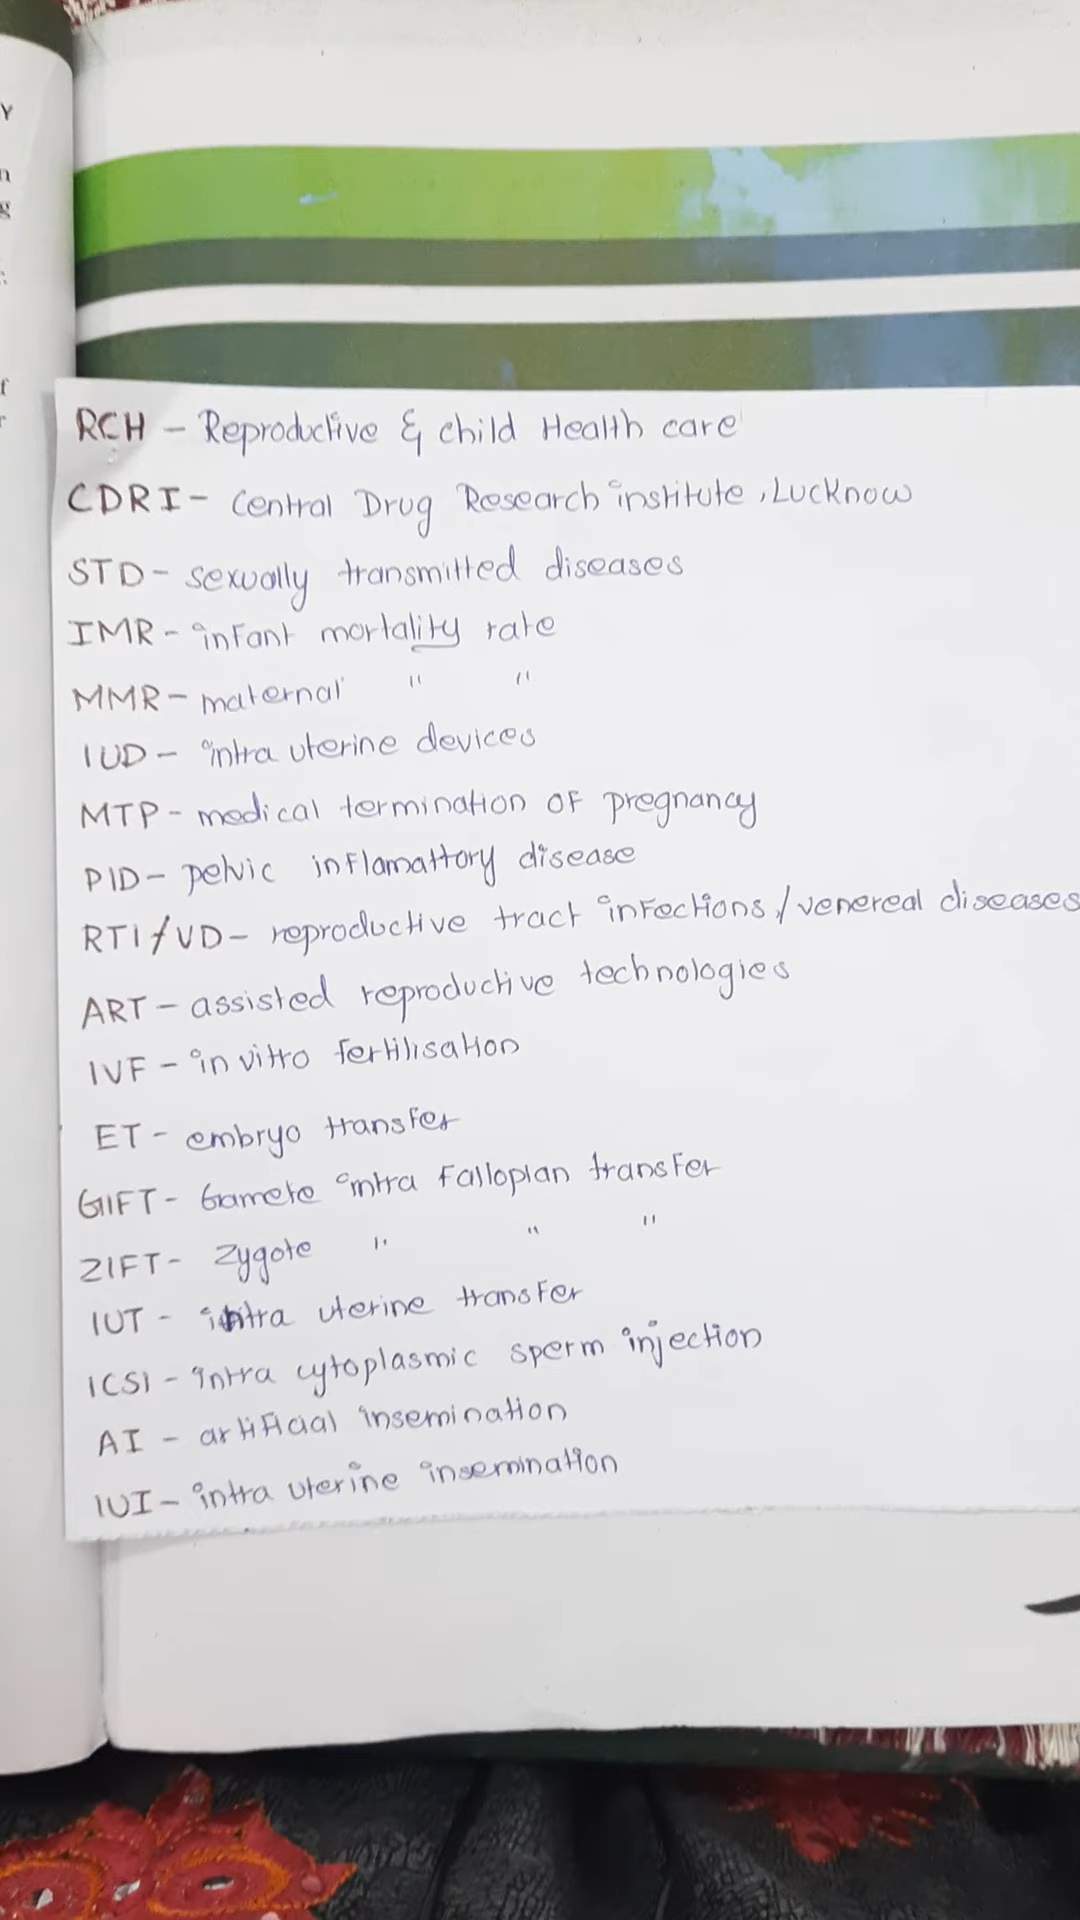 Y
n
g
f
r
RCH - Reproductive & child Health care
CDRI - Central Drug Research institute, Lucknow
STD - sexually transmitted diseases
IMR - infant mortality rate
MMR - maternal " "
IUD - intra uterine devices
MTP - medical termination of pregnancy
PID - pelvic inflamattory disease
RTI/VD - reproductive tract infections/venereal diseases
ART - assisted reproductive technologies
IVF - in vitro fertilisation
ET - embryo transfer
GIFT - Gamete intra fallopian transfer
ZIFT - Zygote " " "
IUT - intra uterine transfer
ICSI - intra cytoplasmic sperm injection
AI - artificial insemination
IUI - intra uterine insemination